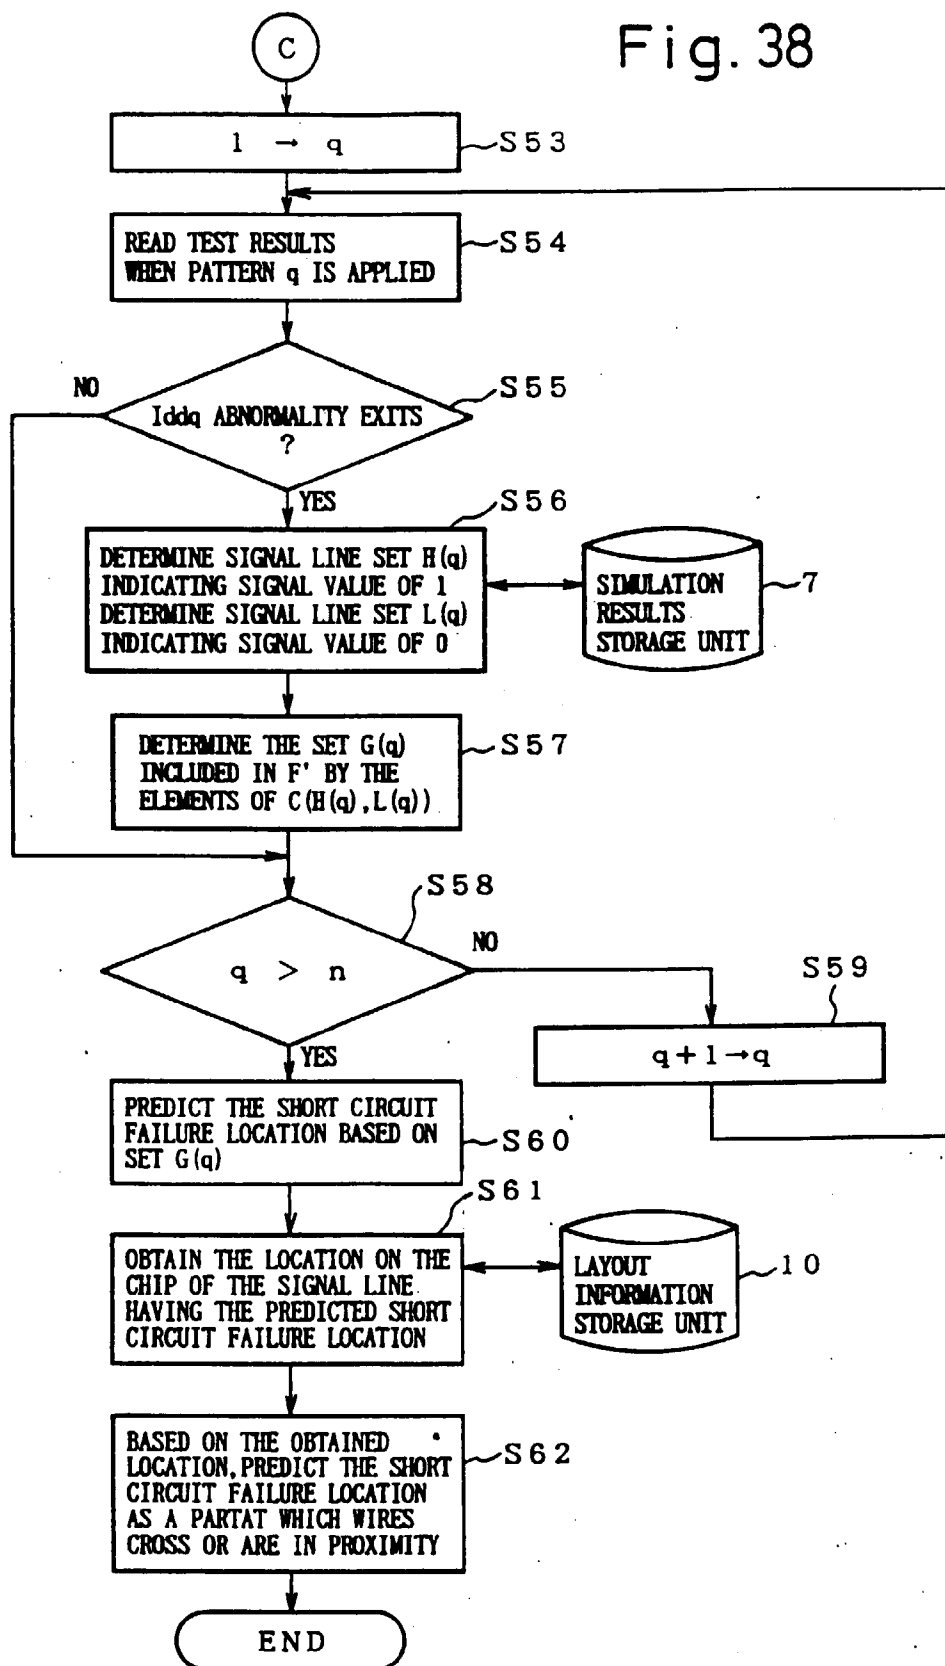 Fig. 38
C
1 → q
S53
READ TEST RESULTS
WHEN PATTERN q IS APPLIED
S54
NO
Iddq ABNORMALITY EXITS
?
S55
YES
S56
DETERMINE SIGNAL LINE SET H(q)
INDICATING SIGNAL VALUE OF 1
DETERMINE SIGNAL LINE SET L(q)
INDICATING SIGNAL VALUE OF 0
SIMULATION
RESULTS
STORAGE UNIT
7
DETERMINE THE SET G(q)
INCLUDED IN F' BY THE
ELEMENTS OF C(H(q),L(q))
S57
S58
q > n
NO
S59
q+1→q
YES
PREDICT THE SHORT CIRCUIT
FAILURE LOCATION BASED ON
SET G(q)
S60
S61
OBTAIN THE LOCATION ON THE
CHIP OF THE SIGNAL LINE
HAVING THE PREDICTED SHORT
CIRCUIT FAILURE LOCATION
LAYOUT
INFORMATION
STORAGE UNIT
10
BASED ON THE OBTAINED
LOCATION,PREDICT THE SHORT
CIRCUIT FAILURE LOCATION
AS A PARTAT WHICH WIRES
CROSS OR ARE IN PROXIMITY
S62
END